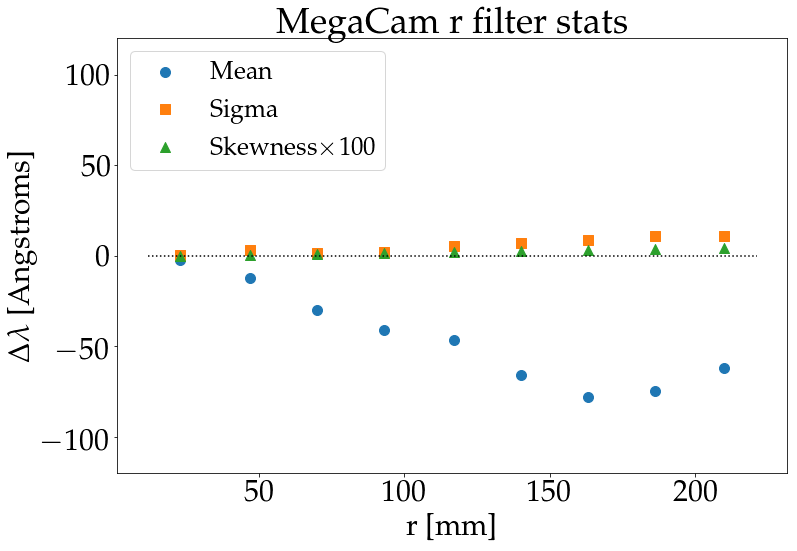 MegaCam r filter stats
Mean
Sigma
Skewness×100
100
50
0
−50
−100
Δλ [Angstroms]
50 100 150 200
r [mm]